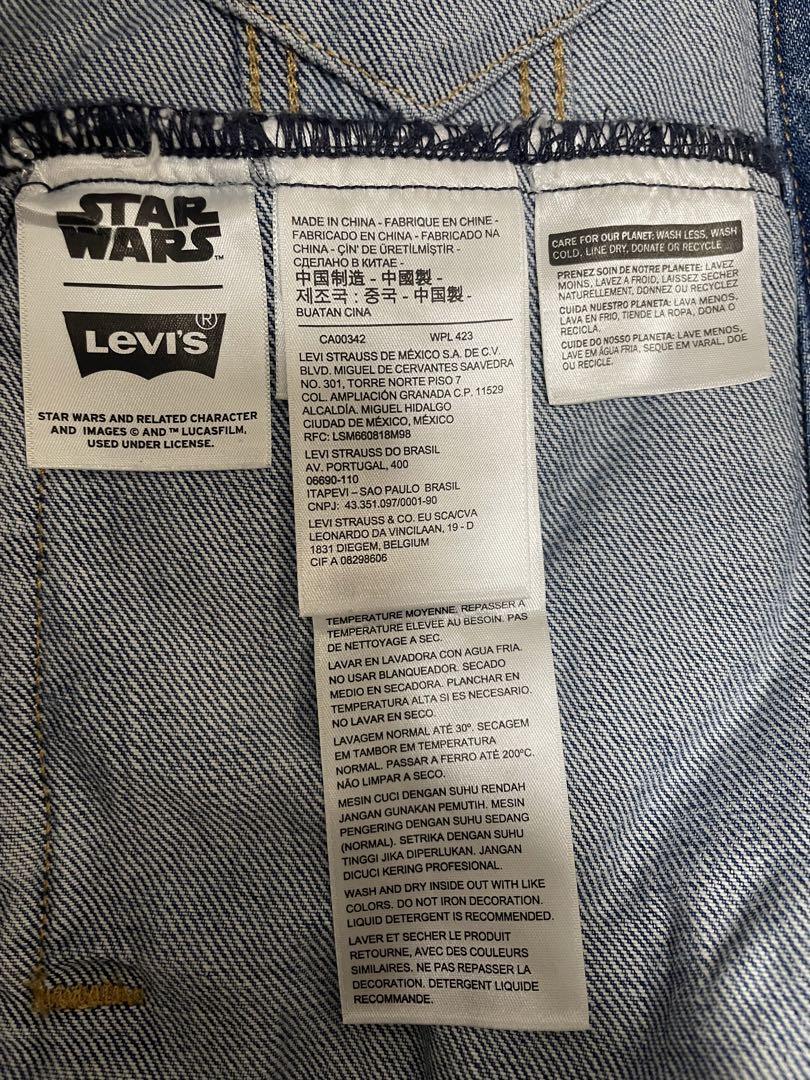 STAR
WARS™
LEVI'S®
STAR WARS AND RELATED CHARACTER
AND IMAGES © AND ™ LUCASFILM.
USED UNDER LICENSE.
MADE IN CHINA - FABRIQUE EN CHINE -
FABRICADO EN CHINA - FABRICADO NA
CHINA - ÇIN' DE ÜRETİLMİŞTİR -
СДЕЛАНО В КИТАЕ -
中国制造 - 中國製 -
제조국 : 중국 - 中国製 -
BUATAN CINA
CA00342 WPL 423
LEVI STRAUSS DE MÉXICO S.A. DE C.V.
BLVD. MIGUEL DE CERVANTES SAAVEDRA
NO. 301, TORRE NORTE PISO 7
COL. AMPLIACIÓN GRANADA C.P. 11529
ALCALDÍA. MIGUEL HIDALGO
CIUDAD DE MÉXICO, MÉXICO
RFC: LSM660818M98
LEVI STRAUSS DO BRASIL
AV. PORTUGAL, 400
06690-110
ITAPEVI – SAO PAULO BRASIL
CNPJ: 43.351.097/0001-90
LEVI STRAUSS & CO. EU SCA/CVA
LEONARDO DA VINCILAAN, 19 - D
1831 DIEGEM, BELGIUM
CIF A 08298606
TEMPERATURE MOYENNE. REPASSER A
TEMPERATURE ELEVEE AU BESOIN. PAS
DE NETTOYAGE A SEC.
LAVAR EN LAVADORA CON AGUA FRIA.
NO USAR BLANQUEADOR. SECADO
MEDIO EN SECADORA. PLANCHAR EN
TEMPERATURA ALTA SI ES NECESARIO.
NO LAVAR EN SECO.
LAVAGEM NORMAL ATÉ 30º. SECAGEM
EM TAMBOR EM TEMPERATURA
NORMAL. PASSAR A FERRO ATÉ 200ºC.
NÃO LIMPAR A SECO.
MESIN CUCI DENGAN SUHU RENDAH
JANGAN GUNAKAN PEMUTIH. MESIN
PENGERING DENGAN SUHU SEDANG
(NORMAL). SETRIKA DENGAN SUHU
TINGGI JIKA DIPERLUKAN. JANGAN
DICUCI KERING PROFESIONAL.
WASH AND DRY INSIDE OUT WITH LIKE
COLORS. DO NOT IRON DECORATION.
LIQUID DETERGENT IS RECOMMENDED.
LAVER ET SECHER LE PRODUIT
RETOURNE, AVEC DES COULEURS
SIMILAIRES. NE PAS REPASSER LA
DECORATION. DETERGENT LIQUIDE
RECOMMANDE.
CARE FOR OUR PLANET: WASH LESS, WASH
COLD, LINE DRY, DONATE OR RECYCLE
PRENEZ SOIN DE NOTRE PLANETE: LAVEZ
MOINS, LAVEZ A FROID, LAISSEZ SECHER
NATURELLEMENT, DONNEZ OU RECYCLEZ
CUIDA NUESTRO PLANETA: LAVA MENOS,
LAVA EN FRIO, TIENDE LA ROPA, DONA O
RECICLA.
CUIDE DO NOSSO PLANETA: LAVE MENOS,
LAVE EM ÁGUA FRIA, SEQUE EM VARAL, DOE
OU RECICLE.